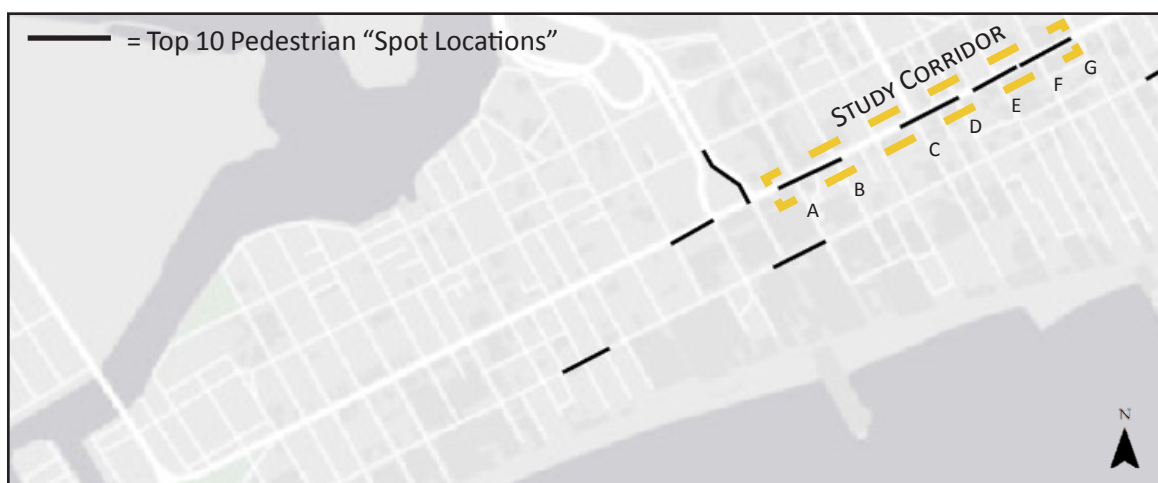 = Top 10 Pedestrian “Spot Locations”
Study Corridor
G
F
E
D
C
B
A
N